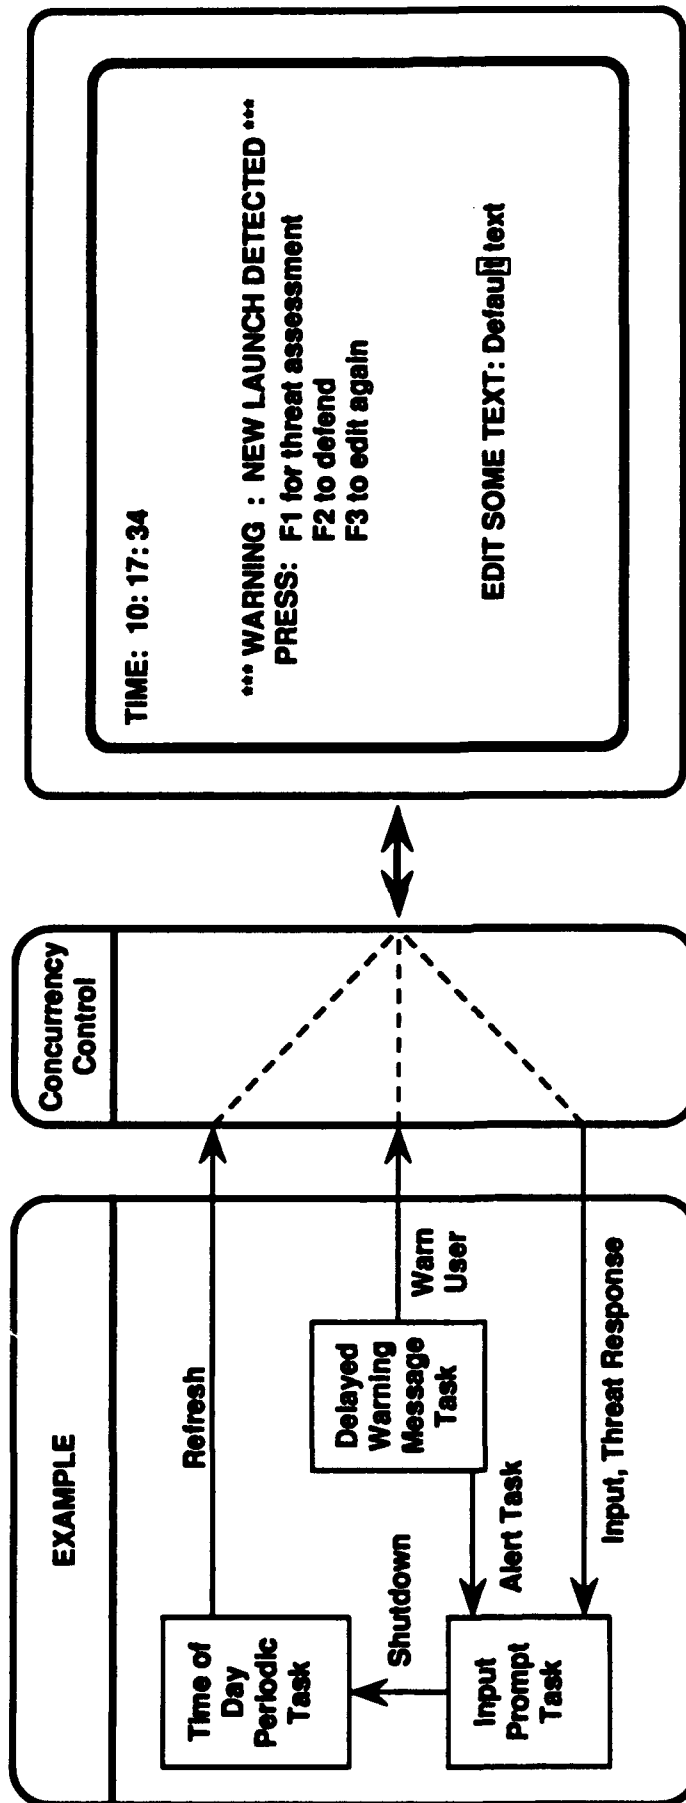 EXAMPLE
Time of
Day
Periodic
Task
Refresh
Shutdown
Delayed
Warning
Message
Task
Warn
User
Alert Task
Input
Prompt
Task
Input, Threat Response
Concurrency
Control
TIME: 10:17:34
*** WARNING : NEW LAUNCH DETECTED ***
PRESS: F1 for threat assessment
F2 to defend
F3 to edit again
EDIT SOME TEXT: Default text